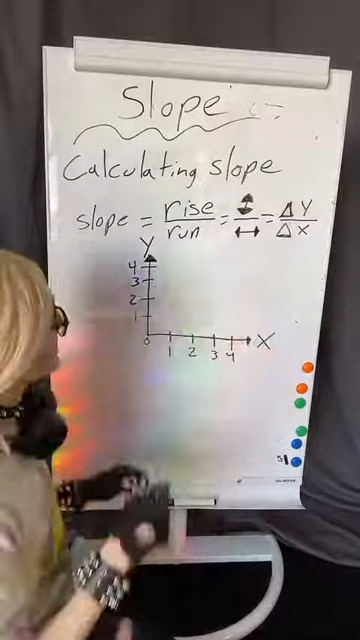 Slope
Calculating slope
slope = rise/run = ↕/↔ = ΔY/ΔX
Y
4
3
2
1
0 1 2 3 4 X